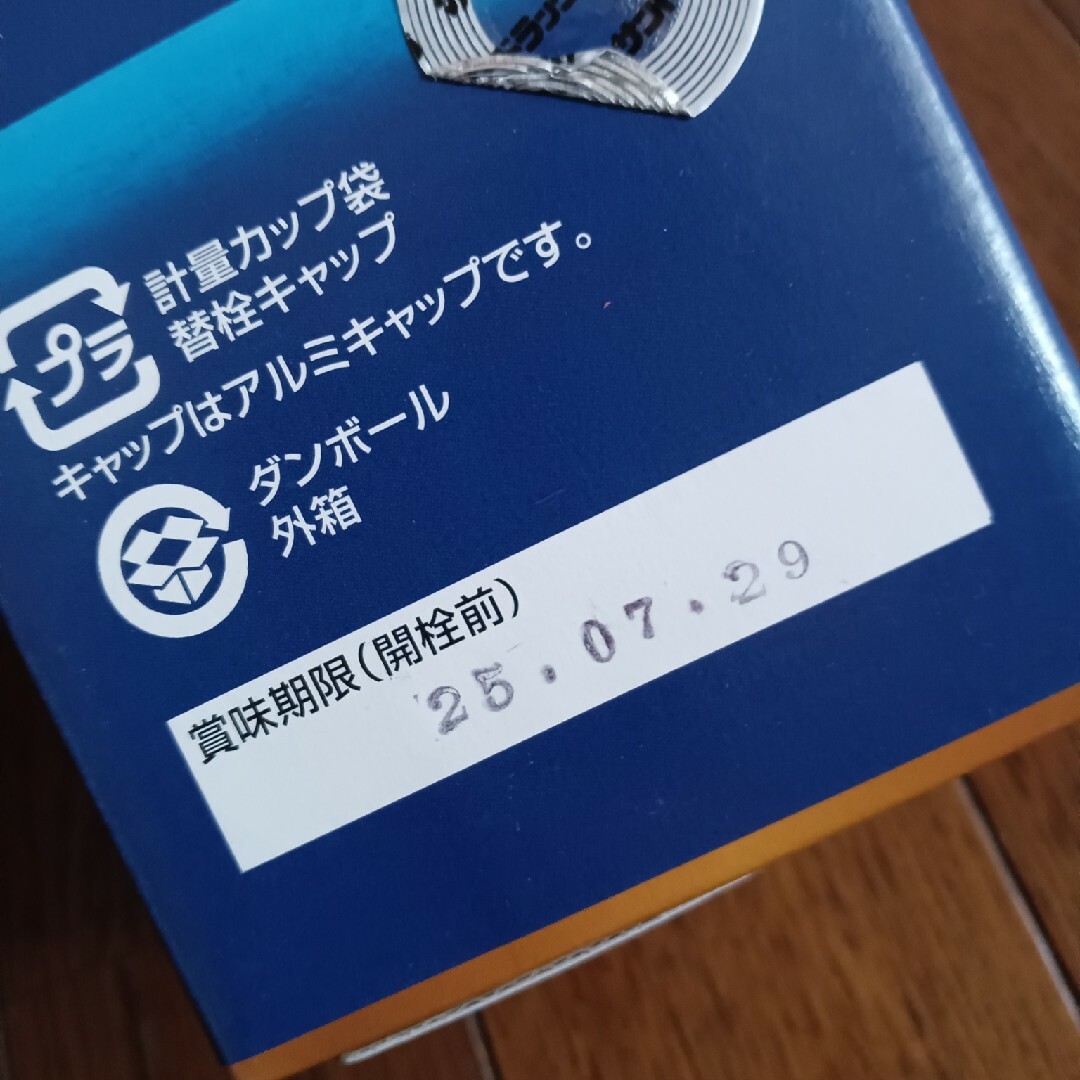 計量カップ袋
替栓キャップ
プラ
キャップはアルミキャップです。
ダンボール
外箱
賞味期限(開栓前)
25.07.29